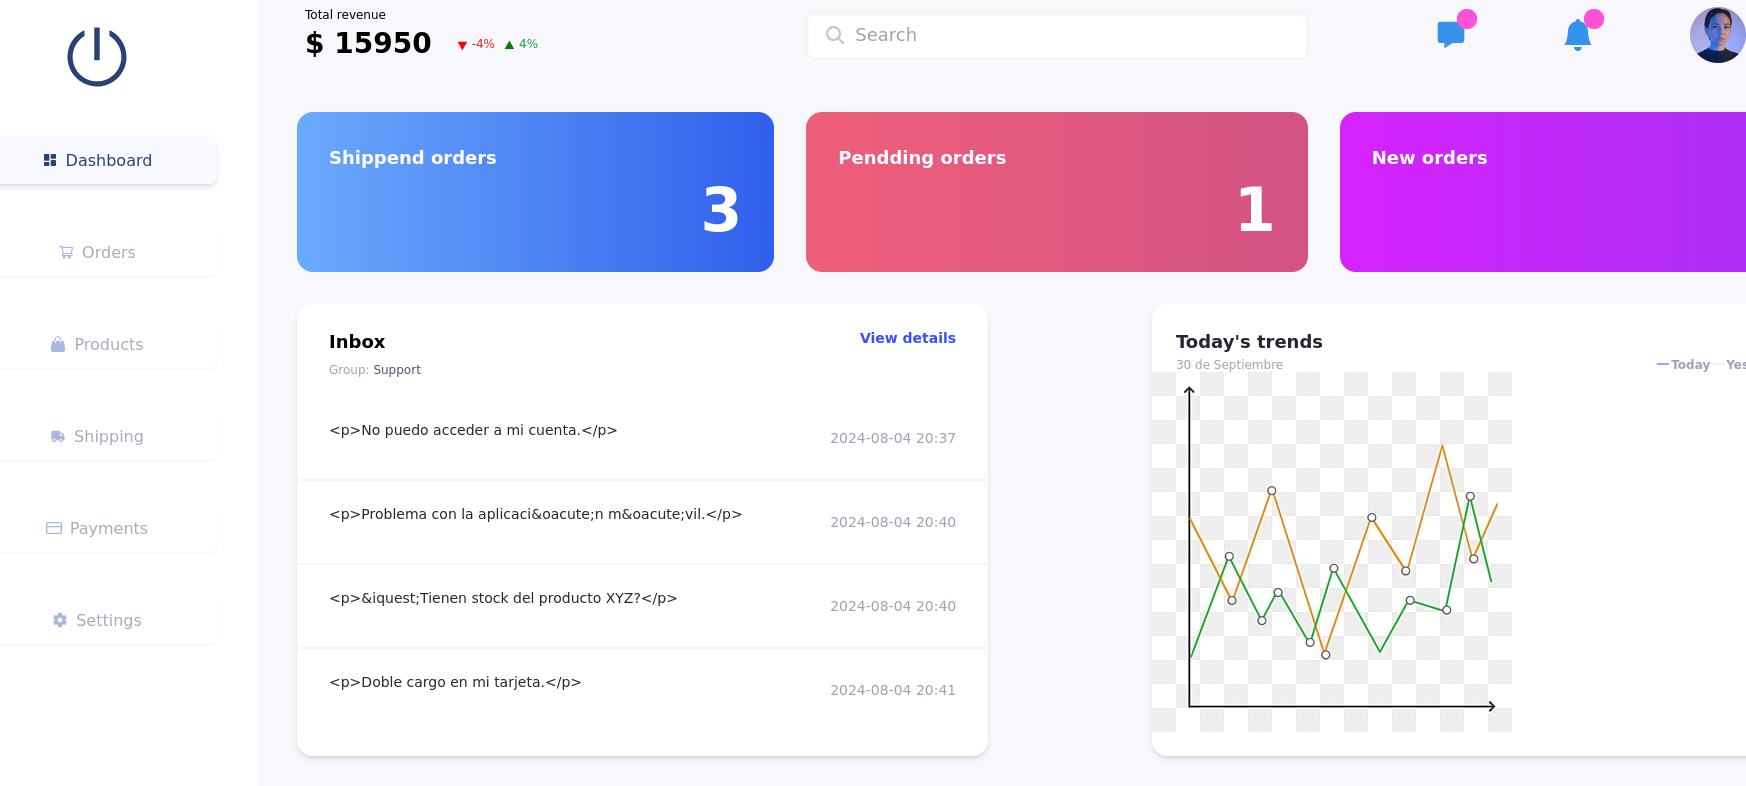 Total revenue
$ 15950 ▼ -4% ▲ 4%
Search
Dashboard
Orders
Products
Shipping
Payments
Settings
Shippend orders
3
Pendding orders
1
New orders
Inbox
View details
Group: Support
<p>No puedo acceder a mi cuenta.</p>
2024-08-04 20:37
<p>Problema con la aplicaci&oacute;n m&oacute;vil.</p>
2024-08-04 20:40
<p>&iquest;Tienen stock del producto XYZ?</p>
2024-08-04 20:40
<p>Doble cargo en mi tarjeta.</p>
2024-08-04 20:41
Today's trends
30 de Septiembre
Today Yes